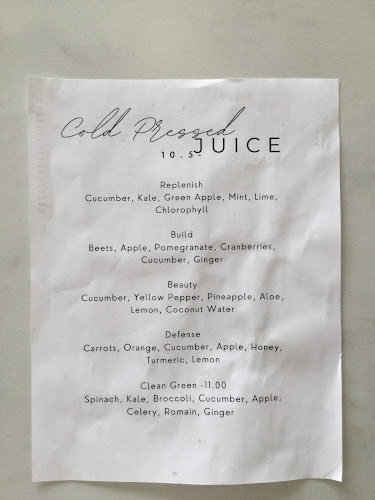 Cold Pressed
JUICE
10.5-
Replenish
Cucumber, Kale, Green Apple, Mint, Lime,
Chlorophyll
Build
Beets, Apple, Pomegranate, Cranberries,
Cucumber, Ginger
Beauty
Cucumber, Yellow Pepper, Pineapple, Aloe,
Lemon, Coconut Water
Defense
Carrots, Orange, Cucumber, Apple, Honey,
Turmeric, Lemon
Clean Green -11.00
Spinach, Kale, Broccoli, Cucumber, Apple,
Celery, Romain, Ginger